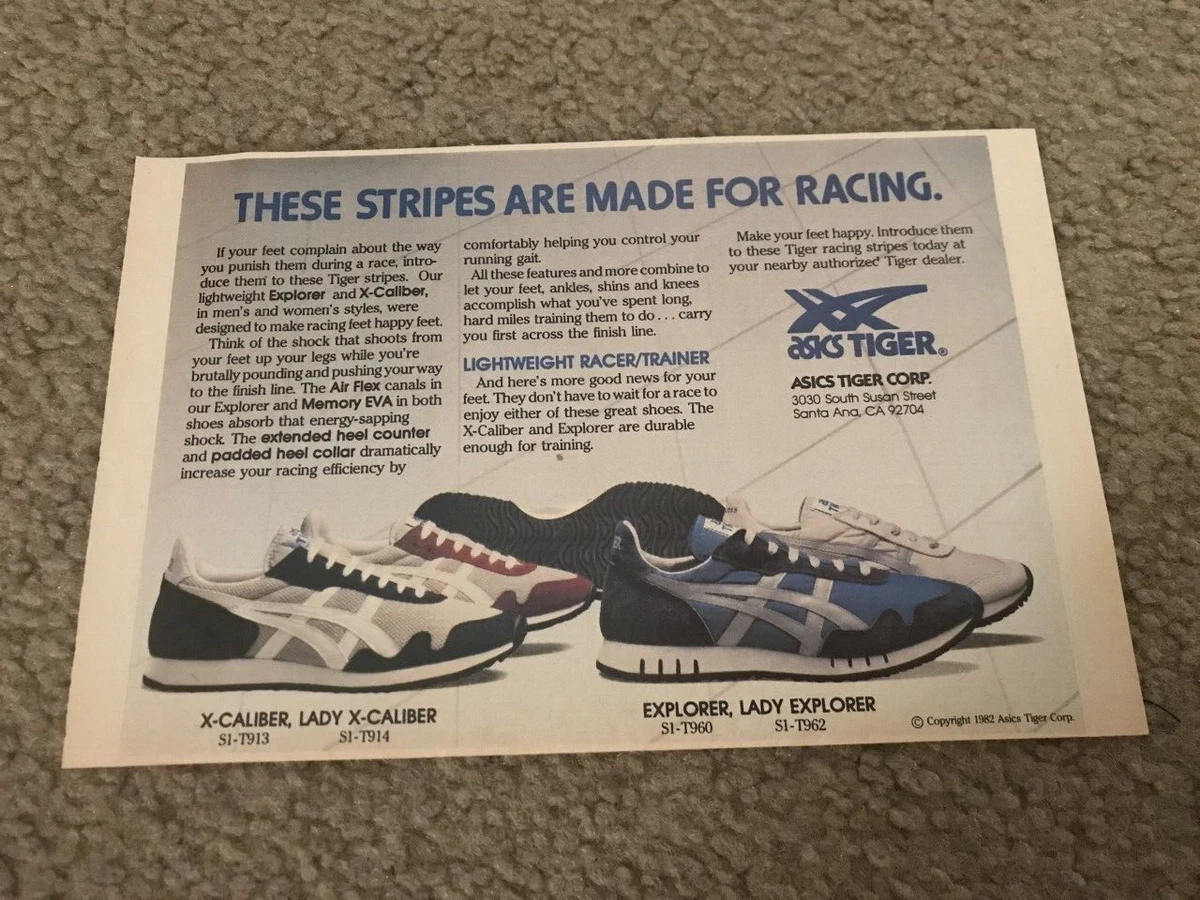 THESE STRIPES ARE MADE FOR RACING.
If your feet complain about the way
you punish them during a race, intro-
duce them to these Tiger stripes. Our
lightweight Explorer and X-Caliber,
in men's and women's styles, were
designed to make racing feet happy feet.
Think of the shock that shoots from
your feet up your legs while you're
brutally pounding and pushing your way
to the finish line. The Air Flex canals in
our Explorer and Memory EVA in both
shoes absorb that energy-sapping
shock. The extended heel counter
and padded heel collar dramatically
increase your racing efficiency by
comfortably helping you control your
running gait.
All these features and more combine to
let your feet, ankles, shins and knees
accomplish what you've spent long,
hard miles training them to do . . . carry
you first across the finish line.
LIGHTWEIGHT RACER/TRAINER
And here's more good news for your
feet. They don't have to wait for a race to
enjoy either of these great shoes. The
X-Caliber and Explorer are durable
enough for training.
Make your feet happy. Introduce them
to these Tiger racing stripes today at
your nearby authorized Tiger dealer.
asics TIGER®
ASICS TIGER CORP.
3030 South Susan Street
Santa Ana, CA 92704
X-CALIBER, LADY X-CALIBER
S1-T913 S1-T914
EXPLORER, LADY EXPLORER
S1-T960 S1-T962
© Copyright 1982 Asics Tiger Corp.